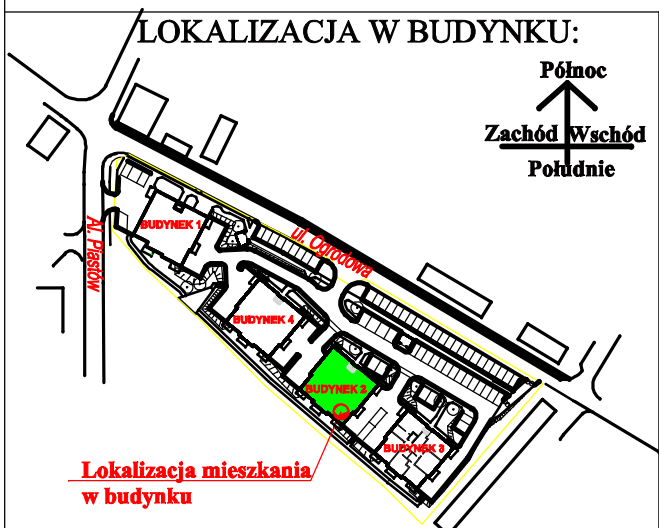 LOKALIZACJA W BUDYNKU:
Północ
Zachód Wschód
Południe
Al. Piastów
BUDYNEK 1
ul. Ogrodowa
BUDYNEK 4
BUDYNEK 2
BUDYNEK 3
Lokalizacja mieszkania
w budynku